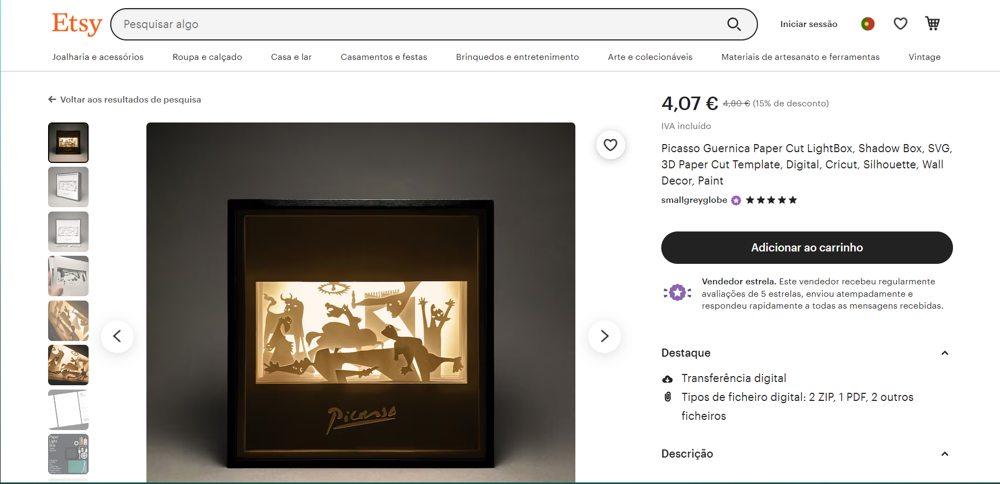 Etsy
Pesquisar algo
Iniciar sessão
Joalharia e acessórios
Roupa e calçado
Casa e lar
Casamentos e festas
Brinquedos e entretenimento
Arte e colecionáveis
Materiais de artesanato e ferramentas
Vintage
Voltar aos resultados de pesquisa
Picasso
Paper
Light
Box
4,07 € 4,80 € (15% de desconto)
IVA incluído
Picasso Guernica Paper Cut LightBox, Shadow Box, SVG,
3D Paper Cut Template, Digital, Cricut, Silhouette, Wall
Decor, Paint
smallgreyglobe
Adicionar ao carrinho
Vendedor estrela. Este vendedor recebeu regularmente
avaliações de 5 estrelas, enviou atempadamente e
respondeu rapidamente a todas as mensagens recebidas.
Destaque
Transferência digital
Tipos de ficheiro digital: 2 ZIP, 1 PDF, 2 outros
ficheiros
Descrição